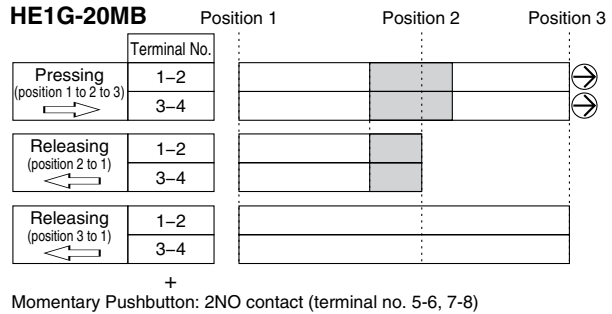 HE1G-20MB
Position 1 Position 2 Position 3
Terminal No.
Pressing
(position 1 to 2 to 3)
1–2
3–4
Releasing
(position 2 to 1)
1–2
3–4
Releasing
(position 3 to 1)
1–2
3–4
+
Momentary Pushbutton: 2NO contact (terminal no. 5-6, 7-8)